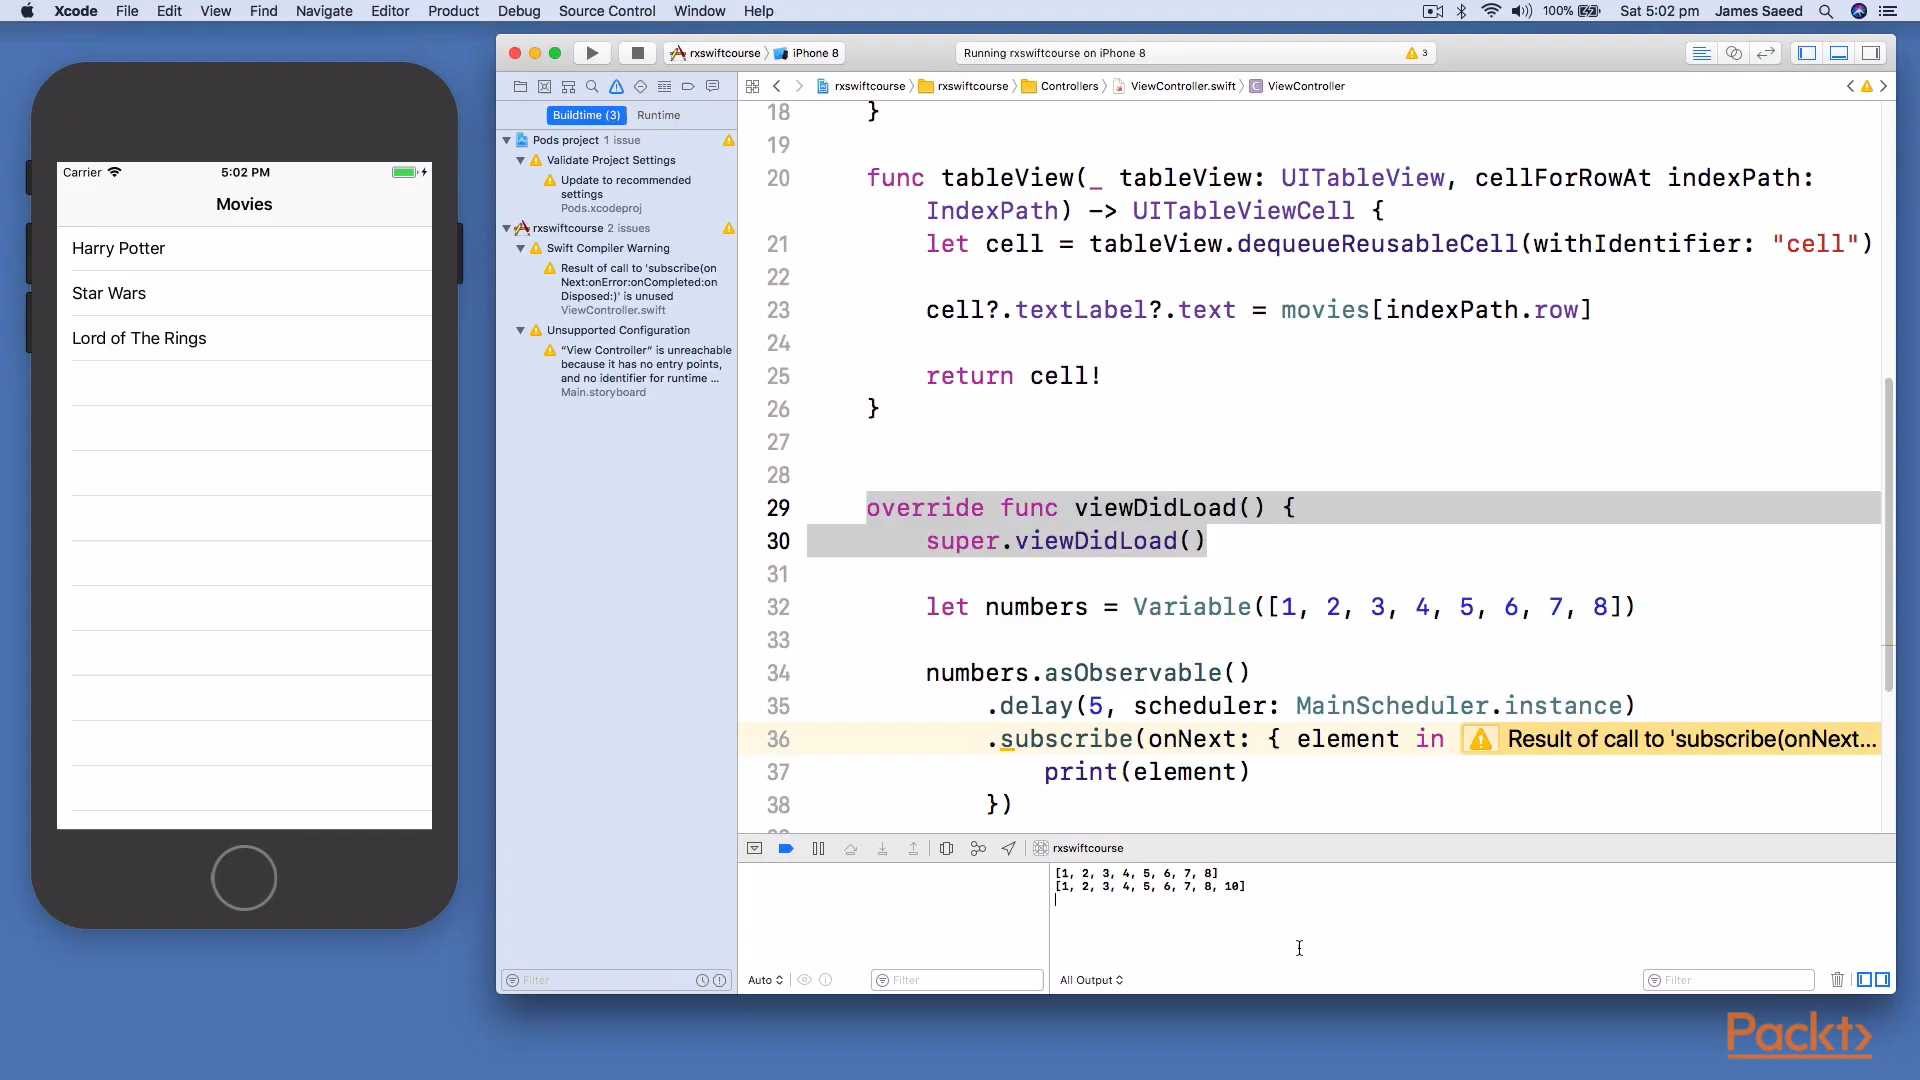 Xcode File Edit View Find Navigate Editor Product Debug Source Control Window Help 100% Sat 5:02 pm James Saeed
rxswiftcourse iPhone 8 Running rxswiftcourse on iPhone 8 3
rxswiftcourse rxswiftcourse Controllers ViewController.swift C ViewController
Buildtime (3) Runtime
Pods project 1 issue
Validate Project Settings
Update to recommended
settings
Pods.xcodeproj
rxswiftcourse 2 issues
Swift Compiler Warning
Result of call to 'subscribe(on
Next:onError:onCompleted:on
Disposed:)' is unused
ViewController.swift
Unsupported Configuration
“View Controller“ is unreachable
because it has no entry points,
and no identifier for runtime ...
Main.storyboard
Filter
Carrier 5:02 PM
Movies
Harry Potter
Star Wars
Lord of The Rings
18 }
19
20 func tableView(_ tableView: UITableView, cellForRowAt indexPath:
IndexPath) -> UITableViewCell {
21 let cell = tableView.dequeueReusableCell(withIdentifier: "cell")
22
23 cell?.textLabel?.text = movies[indexPath.row]
24
25 return cell!
26 }
27
28
29 override func viewDidLoad() {
30 super.viewDidLoad()
31
32 let numbers = Variable([1, 2, 3, 4, 5, 6, 7, 8])
33
34 numbers.asObservable()
35 .delay(5, scheduler: MainScheduler.instance)
36 .subscribe(onNext: { element in Result of call to 'subscribe(onNext...
37 print(element)
38 })
rxswiftcourse
[1, 2, 3, 4, 5, 6, 7, 8]
[1, 2, 3, 4, 5, 6, 7, 8, 10]
Auto Filter All Output Filter
Packt>